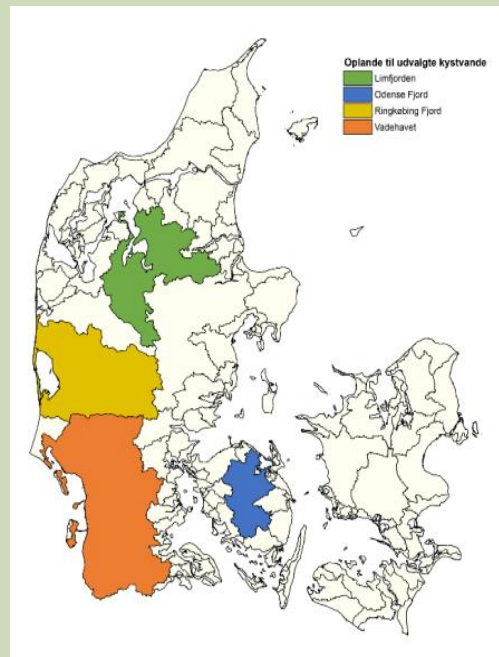 Oplande til udvalgte kystvande
Limfjorden
Odense Fjord
Ringkøbing Fjord
Vadehavet